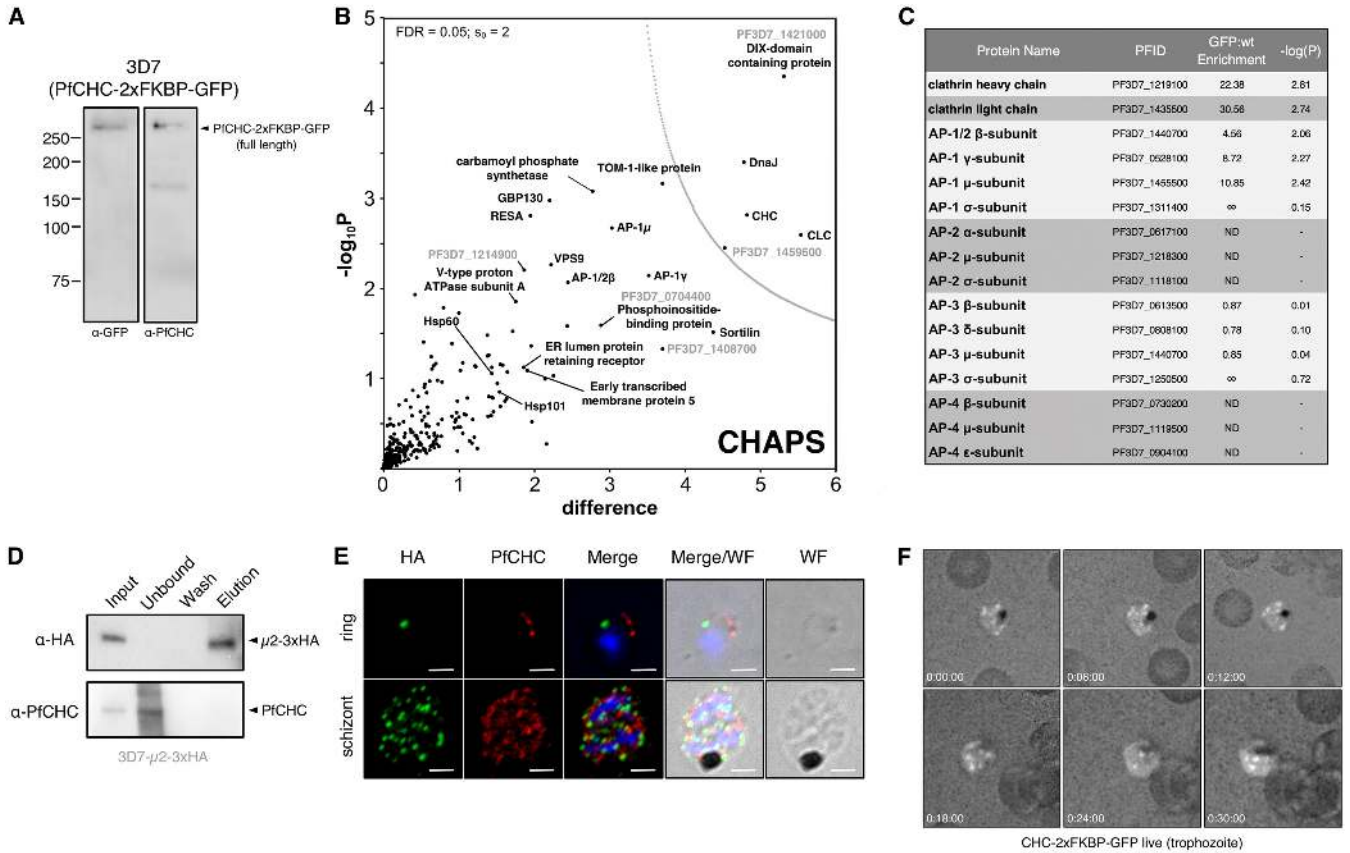 A
3D7
(PfCHC-2xFKBP-GFP)
250
200
150
100
75
PfCHC-2xFKBP-GFP
(full length)
α-GFP
α-PfCHC
B
FDR = 0.05; s₀ = 2
-log₁₀P
5
4
3
2
1
0
1
2
3
4
5
6
difference
CHAPS
PF3D7_1421000
DIX-domain
containing protein
carbamoyl phosphate
synthetase
TOM-1-like protein
DnaJ
GBP130
RESA
AP-1μ
CHC
CLC
PF3D7_1459600
PF3D7_1214900
VPS9
V-type proton
ATPase subunit A
AP-1/2β
AP-1γ
PF3D7_0704400
Phosphoinositide-
binding protein
Sortilin
Hsp60
PF3D7_1408700
ER lumen protein
retaining receptor
Early transcribed
membrane protein 5
Hsp101
C
Protein Name PFID GFP:wt Enrichment -log(P)
clathrin heavy chain PF3D7_1219100 22.38 2.81
clathrin light chain PF3D7_1435500 30.56 2.74
AP-1/2 β-subunit PF3D7_1440700 4.56 2.06
AP-1 γ-subunit PF3D7_0528100 8.72 2.27
AP-1 μ-subunit PF3D7_1455500 10.85 2.42
AP-1 σ-subunit PF3D7_1311400 ∞ 0.15
AP-2 α-subunit PF3D7_0617100 ND -
AP-2 μ-subunit PF3D7_1218300 ND -
AP-2 σ-subunit PF3D7_1118100 ND -
AP-3 β-subunit PF3D7_0613500 0.87 0.01
AP-3 δ-subunit PF3D7_0808100 0.78 0.10
AP-3 μ-subunit PF3D7_1440700 0.85 0.04
AP-3 σ-subunit PF3D7_1250500 ∞ 0.72
AP-4 β-subunit PF3D7_0730200 ND -
AP-4 μ-subunit PF3D7_1119500 ND -
AP-4 ε-subunit PF3D7_0904100 ND -
D
Input
Unbound
Wash
Elution
α-HA
μ2-3xHA
α-PfCHC
PfCHC
3D7-μ2-3xHA
E
HA
PfCHC
Merge
Merge/WF
WF
ring
schizont
F
0:00:00
0:06:00
0:12:00
0:18:00
0:24:00
0:30:00
CHC-2xFKBP-GFP live (trophozoite)